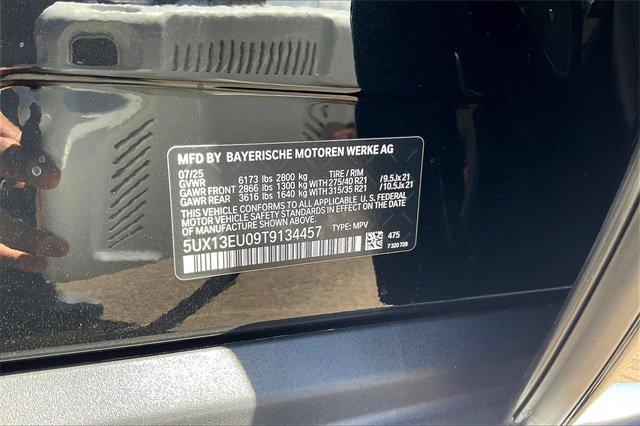 MFD BY BAYERISCHE MOTOREN WERKE AG
07/25 TIRE / RIM
GVWR 6173 lbs 2800 kg
GAWR FRONT 2866 lbs 1300 kg WITH 275/40 R21 /9.5Jx21
GAWR REAR 3616 lbs 1640 kg WITH 315/35 R21 /10.5Jx21
THIS VEHICLE CONFORMS TO ALL APPLICABLE U.S. FEDERAL
MOTOR VEHICLE SAFETY STANDARDS IN EFFECT ON THE DATE OF
MANUFACTURE SHOWN ABOVE.
5UX13EU09T9134457 TYPE: MPV
475
7 320 728